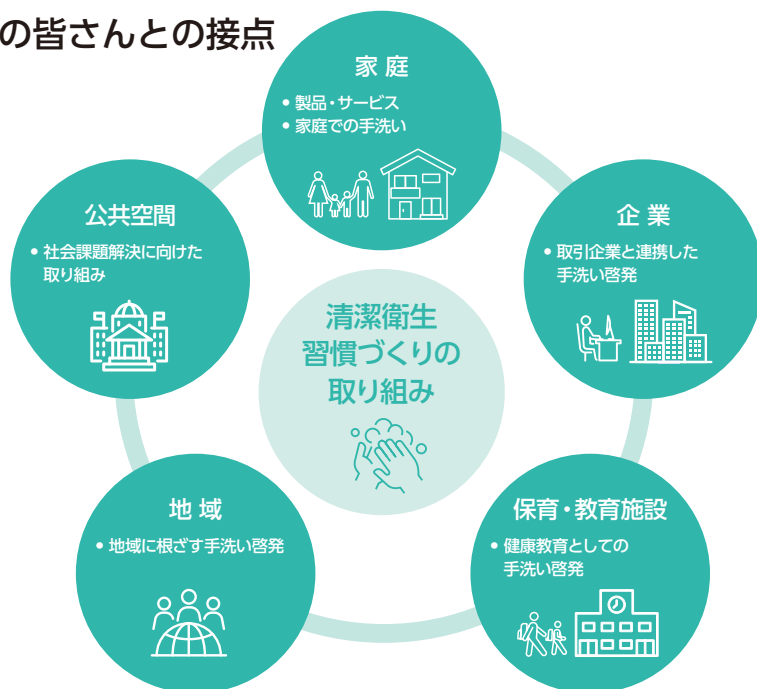 の皆さんとの接点
家庭
• 製品・サービス
• 家庭での手洗い
企業
• 取引企業と連携した
手洗い啓発
保育・教育施設
• 健康教育としての
手洗い啓発
地域
• 地域に根ざす手洗い啓発
公共空間
• 社会課題解決に向けた
取り組み
清潔衛生
習慣づくりの
取り組み